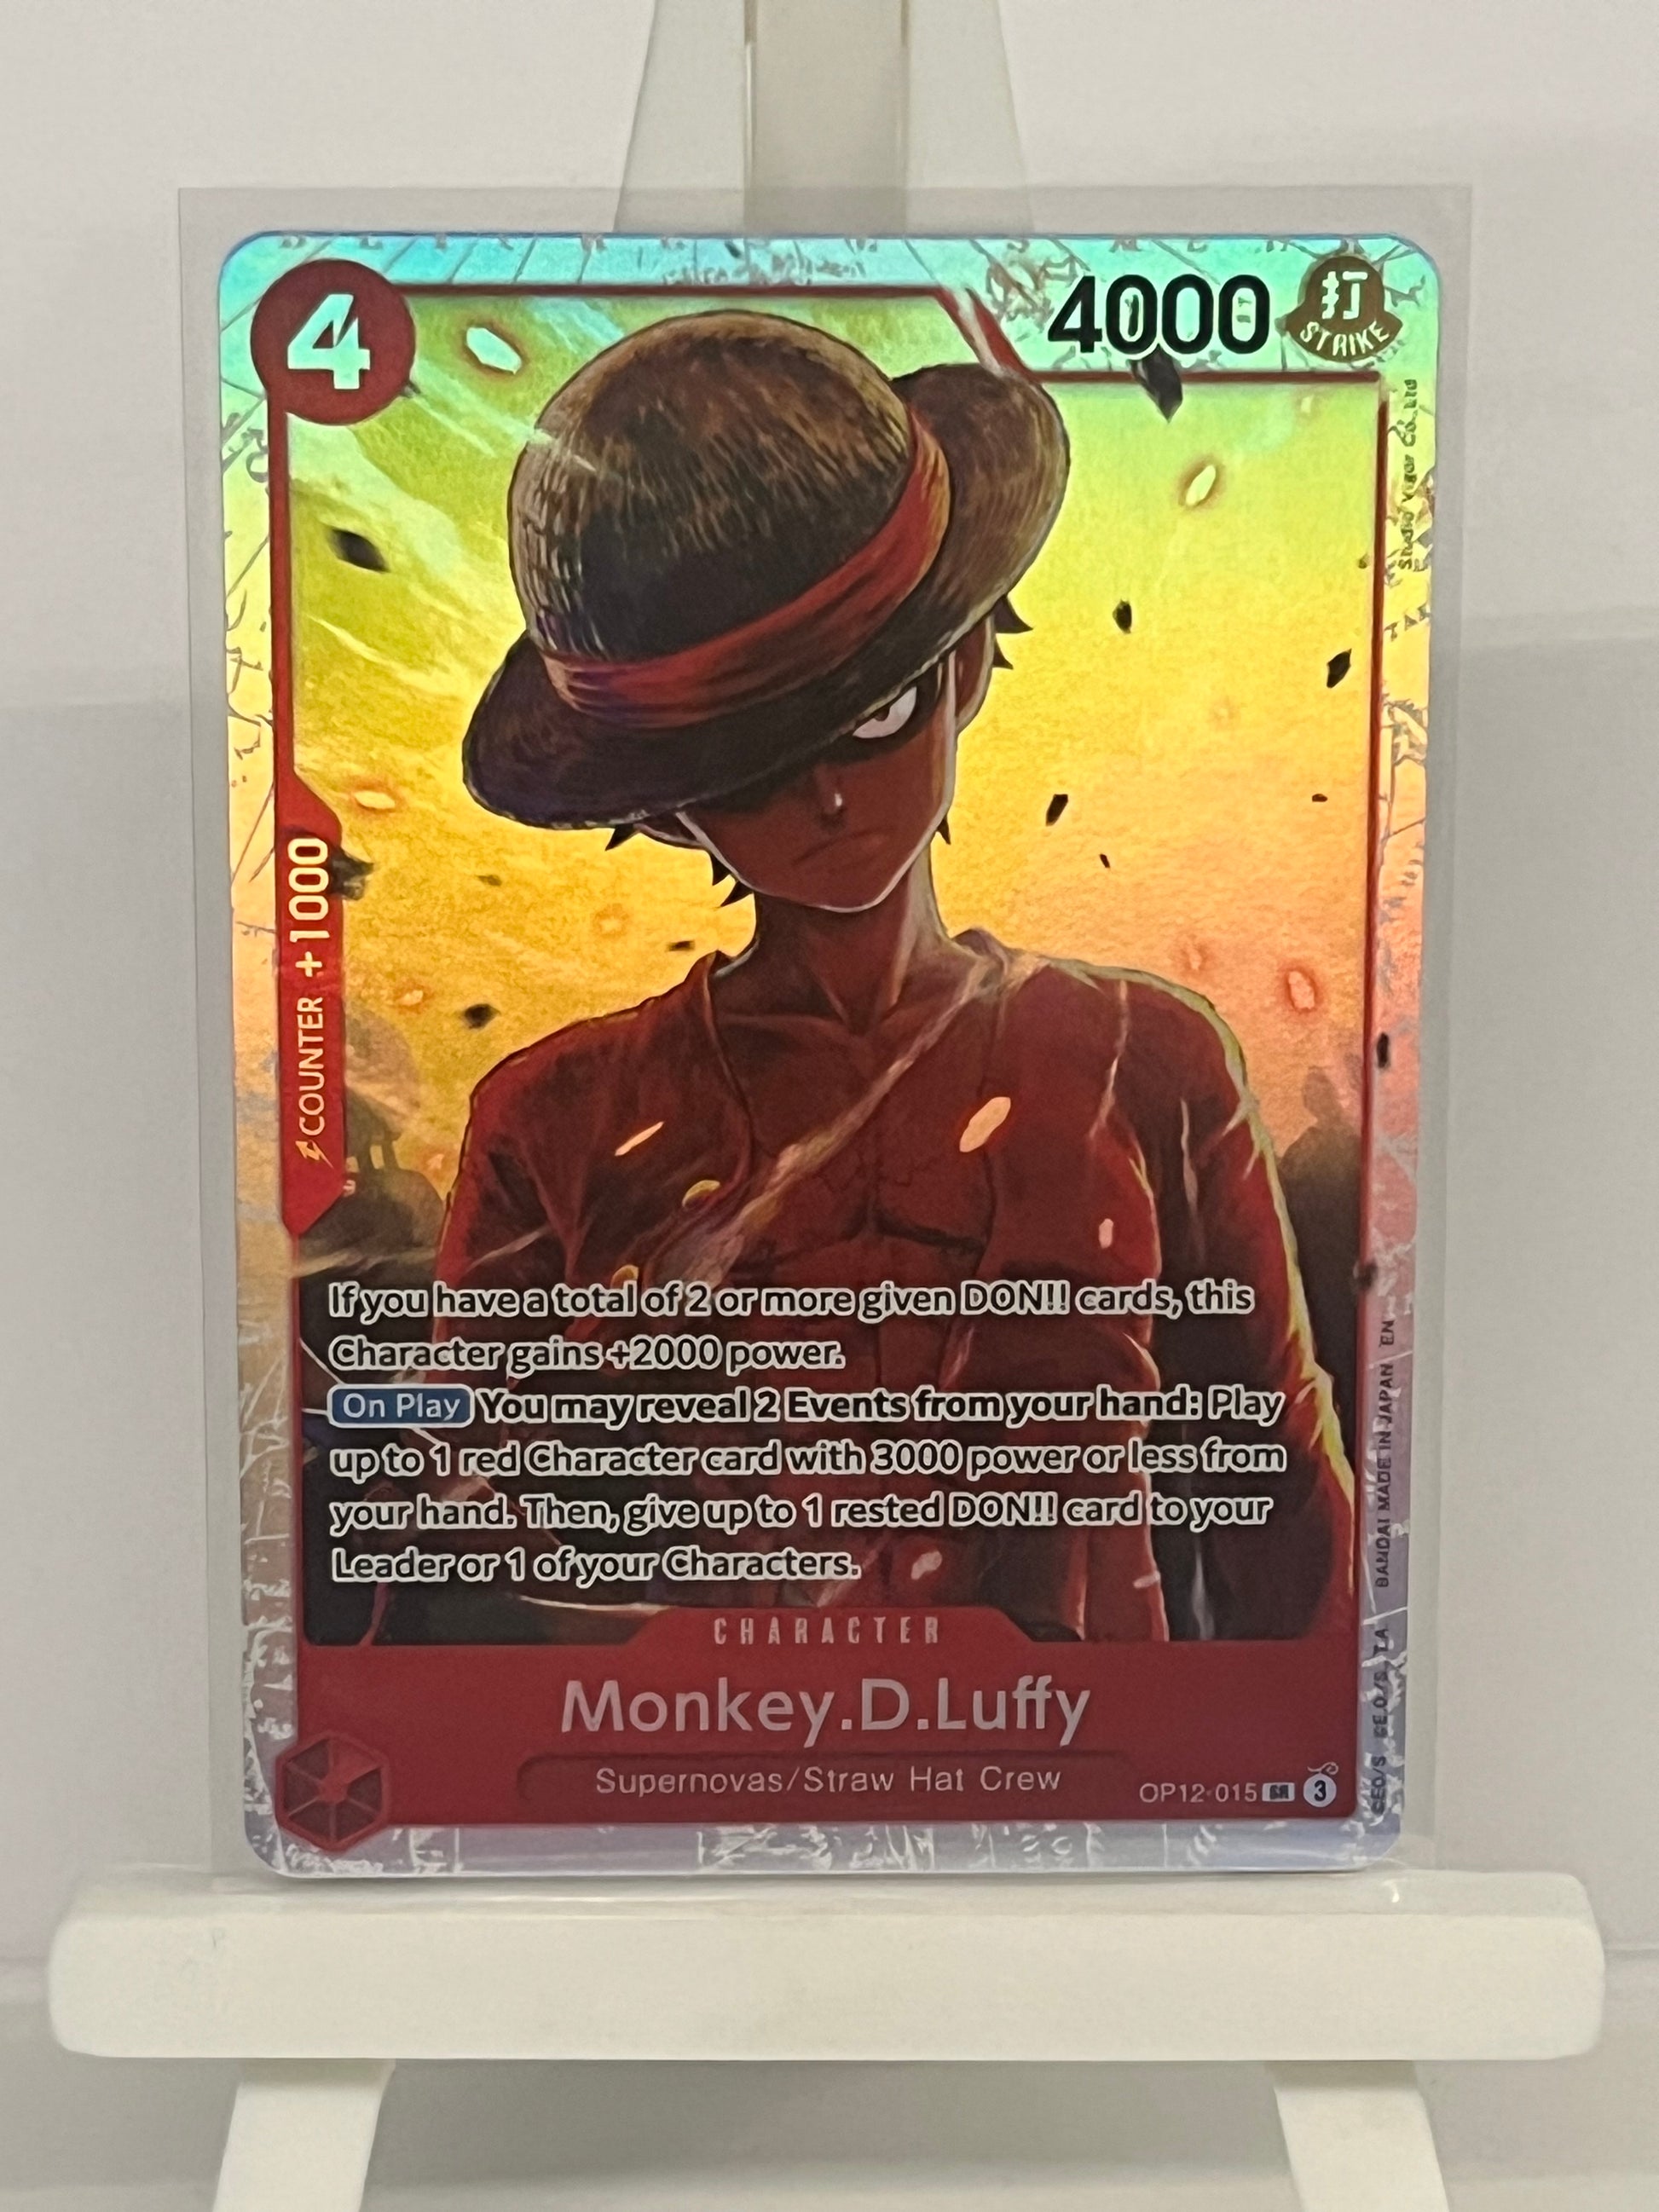 4
4000
打
STRIKE
Studio Vigor Co.,Ltd
COUNTER +1000
If you have a total of 2 or more given DON!! cards, this
Character gains +2000 power.
On Play You may reveal 2 Events from your hand: Play
up to 1 red Character card with 3000 power or less from
your hand. Then, give up to 1 rested DON!! card to your
Leader or 1 of your Characters.
BANDAI MADE IN JAPAN EN
CHARACTER
Monkey.D.Luffy
Supernovas/Straw Hat Crew
OP12-015 SR 3